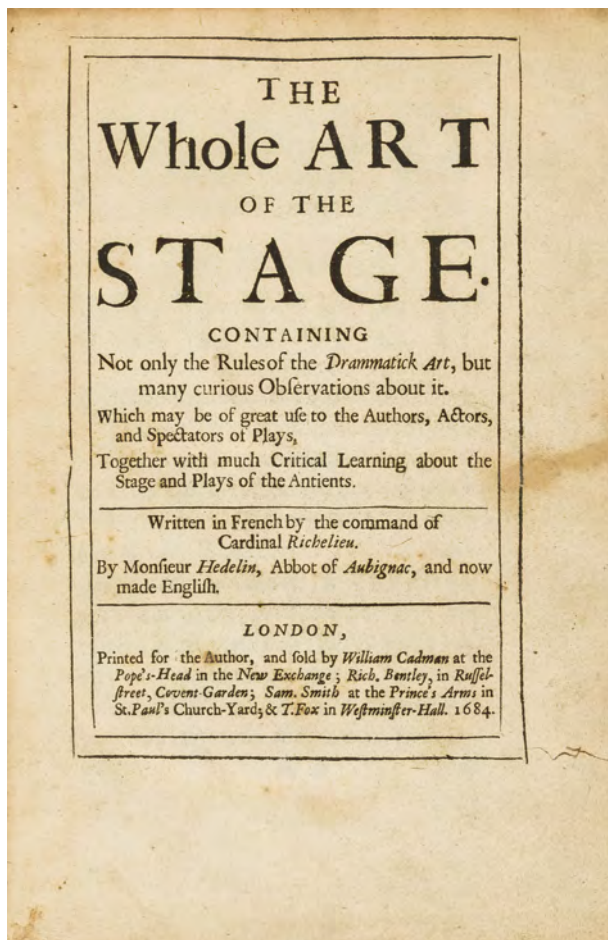 THE
Whole ART
OF THE
STAGE.
CONTAINING
Not only the Rules of the Drammatick Art, but
many curious Obſervations about it.
Which may be of great uſe to the Authors, Actors,
and Spectators of Plays,
Together with much Critical Learning about the
Stage and Plays of the Antients.
Written in French by the command of
Cardinal Richelieu.
By Monſieur Hedelin, Abbot of Aubignac, and now
made Engliſh.
LONDON,
Printed for the Author, and ſold by William Cadman at the
Pope's-Head in the New Exchange; Rich. Bentley, in Ruſſel-
ſtreet, Covent-Garden; Sam. Smith at the Prince's Arms in
St. Paul's Church-Yard; & T. Fox in Weſtminſter-Hall. 1684.